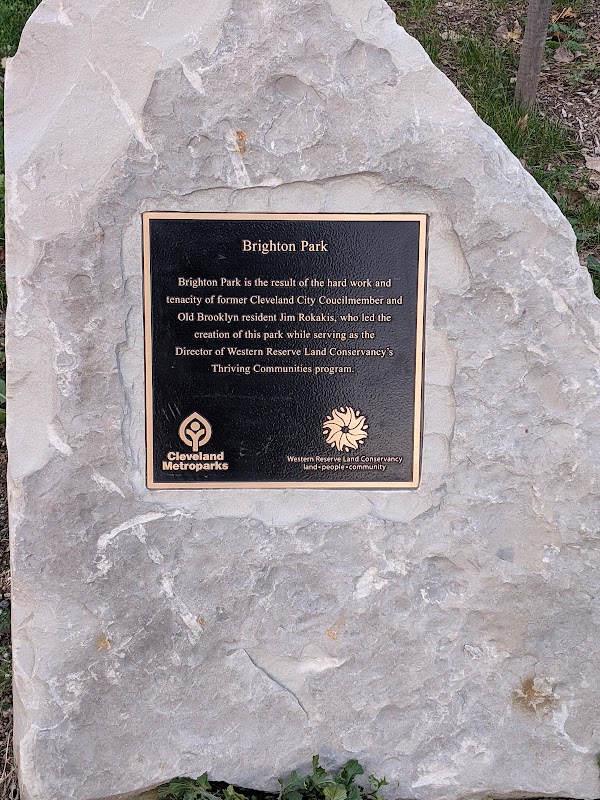 Brighton Park
Brighton Park is the result of the hard work and
tenacity of former Cleveland City Coucilmember and
Old Brooklyn resident Jim Rokakis, who led the
creation of this park while serving as the
Director of Western Reserve Land Conservancy's
Thriving Communities program.
Cleveland
Metroparks
Western Reserve Land Conservancy
land • people • community